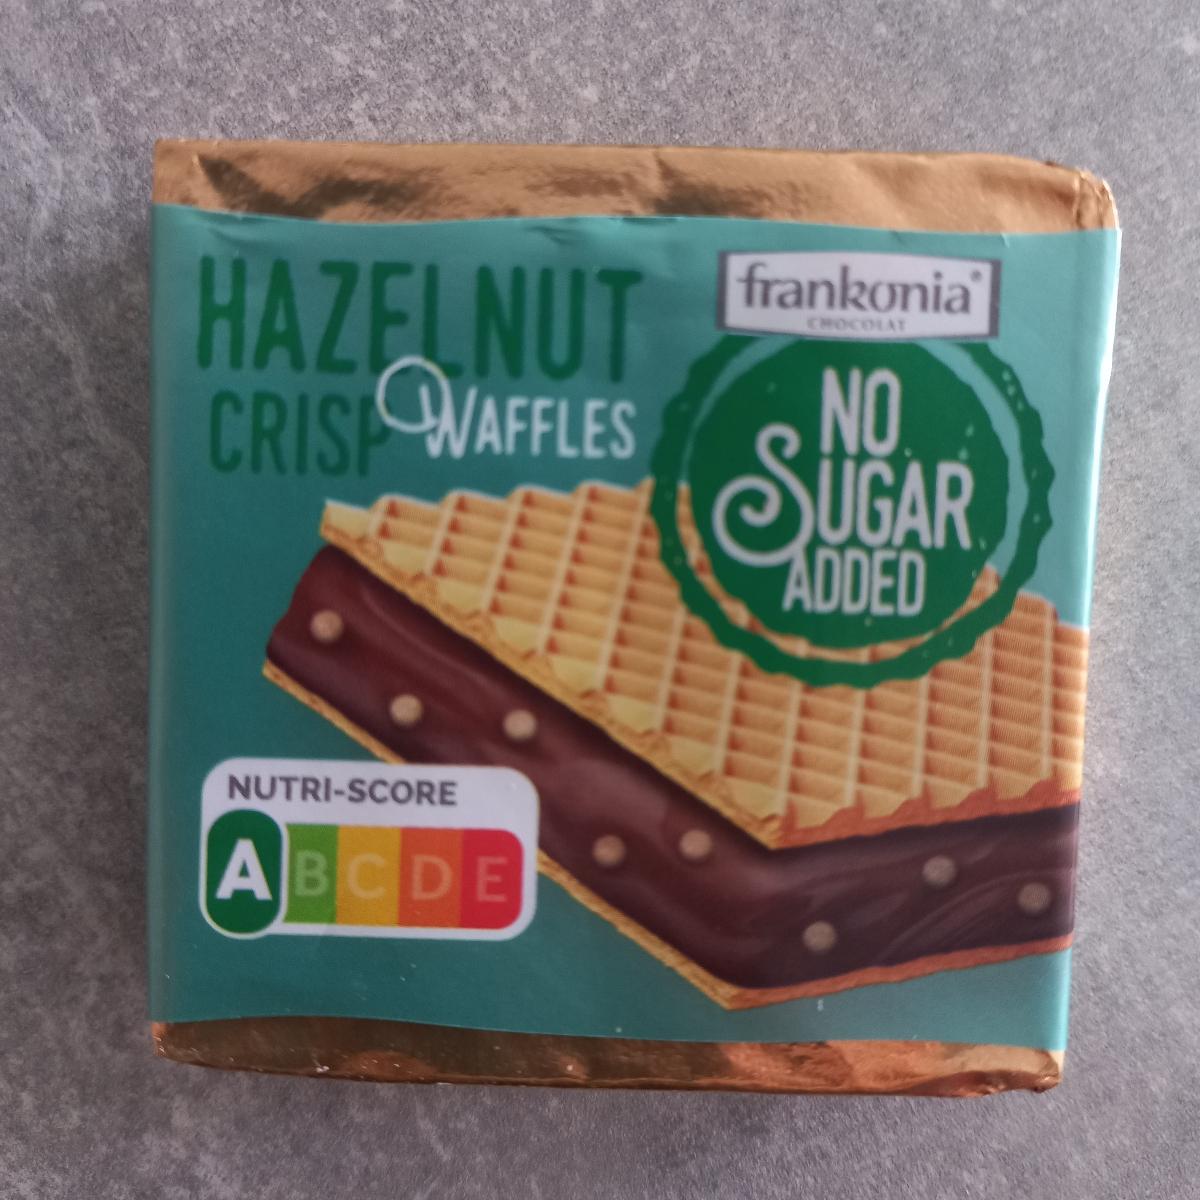 HAZELNUT
CRISP WAFFLES
frankonia®
CHOCOLAT
NO
SUGAR
ADDED
NUTRI-SCORE
A B C D E